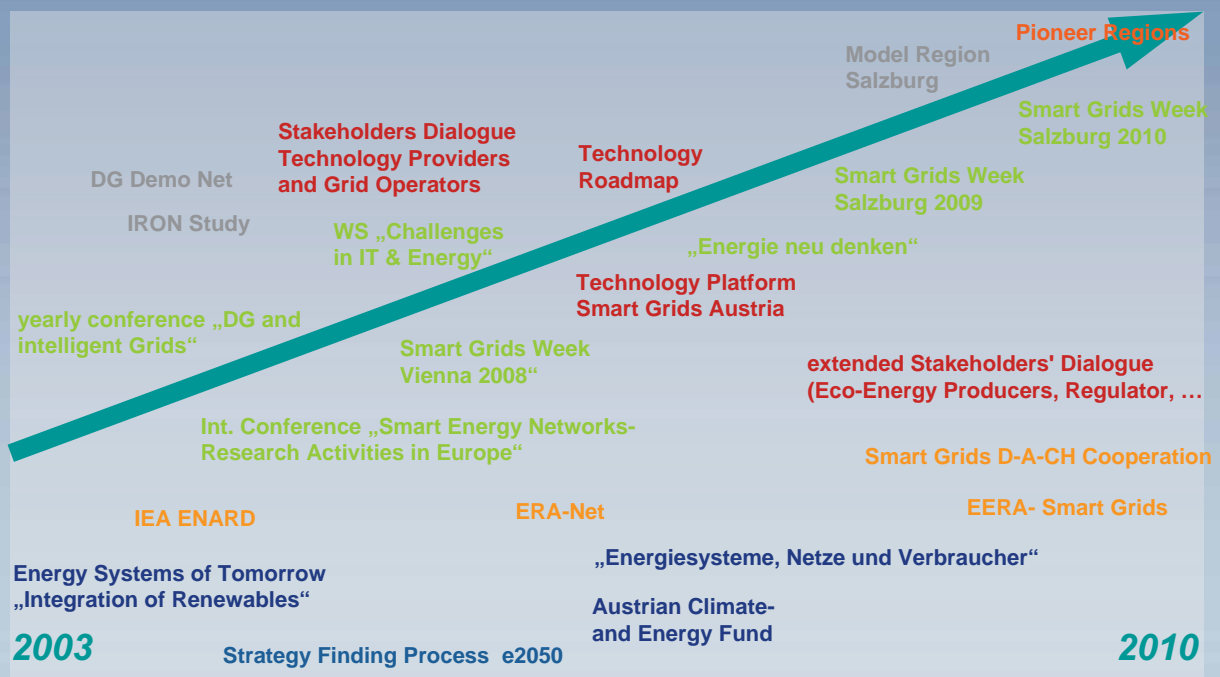 Pioneer Regions
Model Region
Salzburg
Smart Grids Week
Salzburg 2010
Stakeholders Dialogue
Technology Providers
and Grid Operators
Technology
Roadmap
DG Demo Net
Smart Grids Week
Salzburg 2009
IRON Study
WS „Challenges
in IT & Energy“
„Energie neu denken“
Technology Platform
Smart Grids Austria
yearly conference „DG and
intelligent Grids“
Smart Grids Week
Vienna 2008“
extended Stakeholders' Dialogue
(Eco-Energy Producers, Regulator, …
Int. Conference „Smart Energy Networks-
Research Activities in Europe“
Smart Grids D-A-CH Cooperation
IEA ENARD
ERA-Net
EERA- Smart Grids
„Energiesysteme, Netze und Verbraucher“
Energy Systems of Tomorrow
„Integration of Renewables“
Austrian Climate-
and Energy Fund
2003
Strategy Finding Process e2050
2010